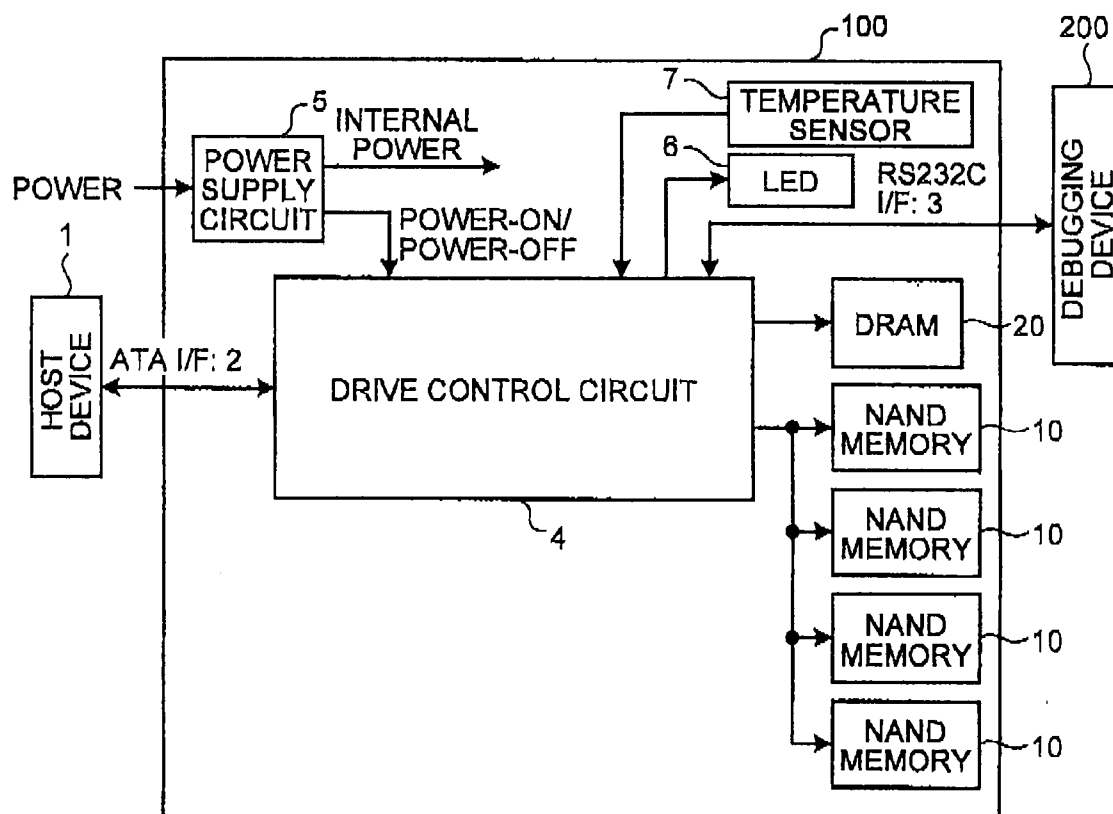 100
200
7
TEMPERATURE
SENSOR
5
INTERNAL
POWER
6
LED
RS232C
I/F: 3
POWER
POWER
SUPPLY
CIRCUIT
POWER-ON/
POWER-OFF
DEBUGGING
DEVICE
1
HOST
DEVICE
ATA I/F: 2
DRIVE CONTROL CIRCUIT
4
DRAM
20
NAND
MEMORY
10
NAND
MEMORY
10
NAND
MEMORY
10
NAND
MEMORY
10